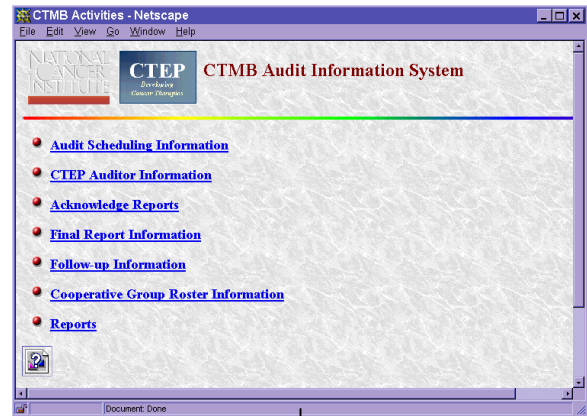 CTMB Activities - Netscape
File Edit View Go Window Help
NATIONAL
CANCER
INSTITUTE
CTEP
Developing
Cancer Therapies
CTMB Audit Information System
Audit Scheduling Information
CTEP Auditor Information
Acknowledge Reports
Final Report Information
Follow-up Information
Cooperative Group Roster Information
Reports
Document: Done